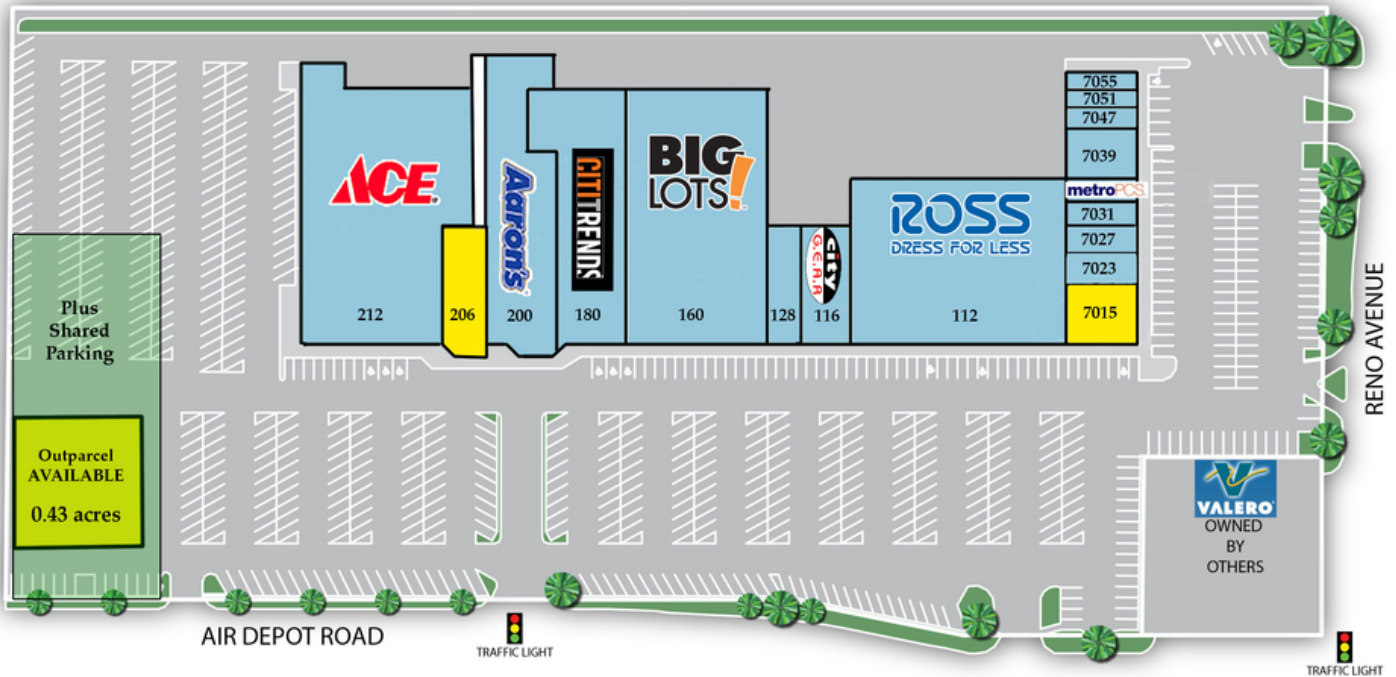 7055
7051
7047
7039
metroPCS.
7031
7027
7023
7015
ACE
Aaron's
CITITRENDS
BIG
LOTS!
City
G.E.A.R
ROSS
DRESS FOR LESS
212
206
200
180
160
128
116
112
Plus
Shared
Parking
Outparcel
AVAILABLE
0.43 acres
RENO AVENUE
VALERO
OWNED
BY
OTHERS
AIR DEPOT ROAD
TRAFFIC LIGHT
TRAFFIC LIGHT